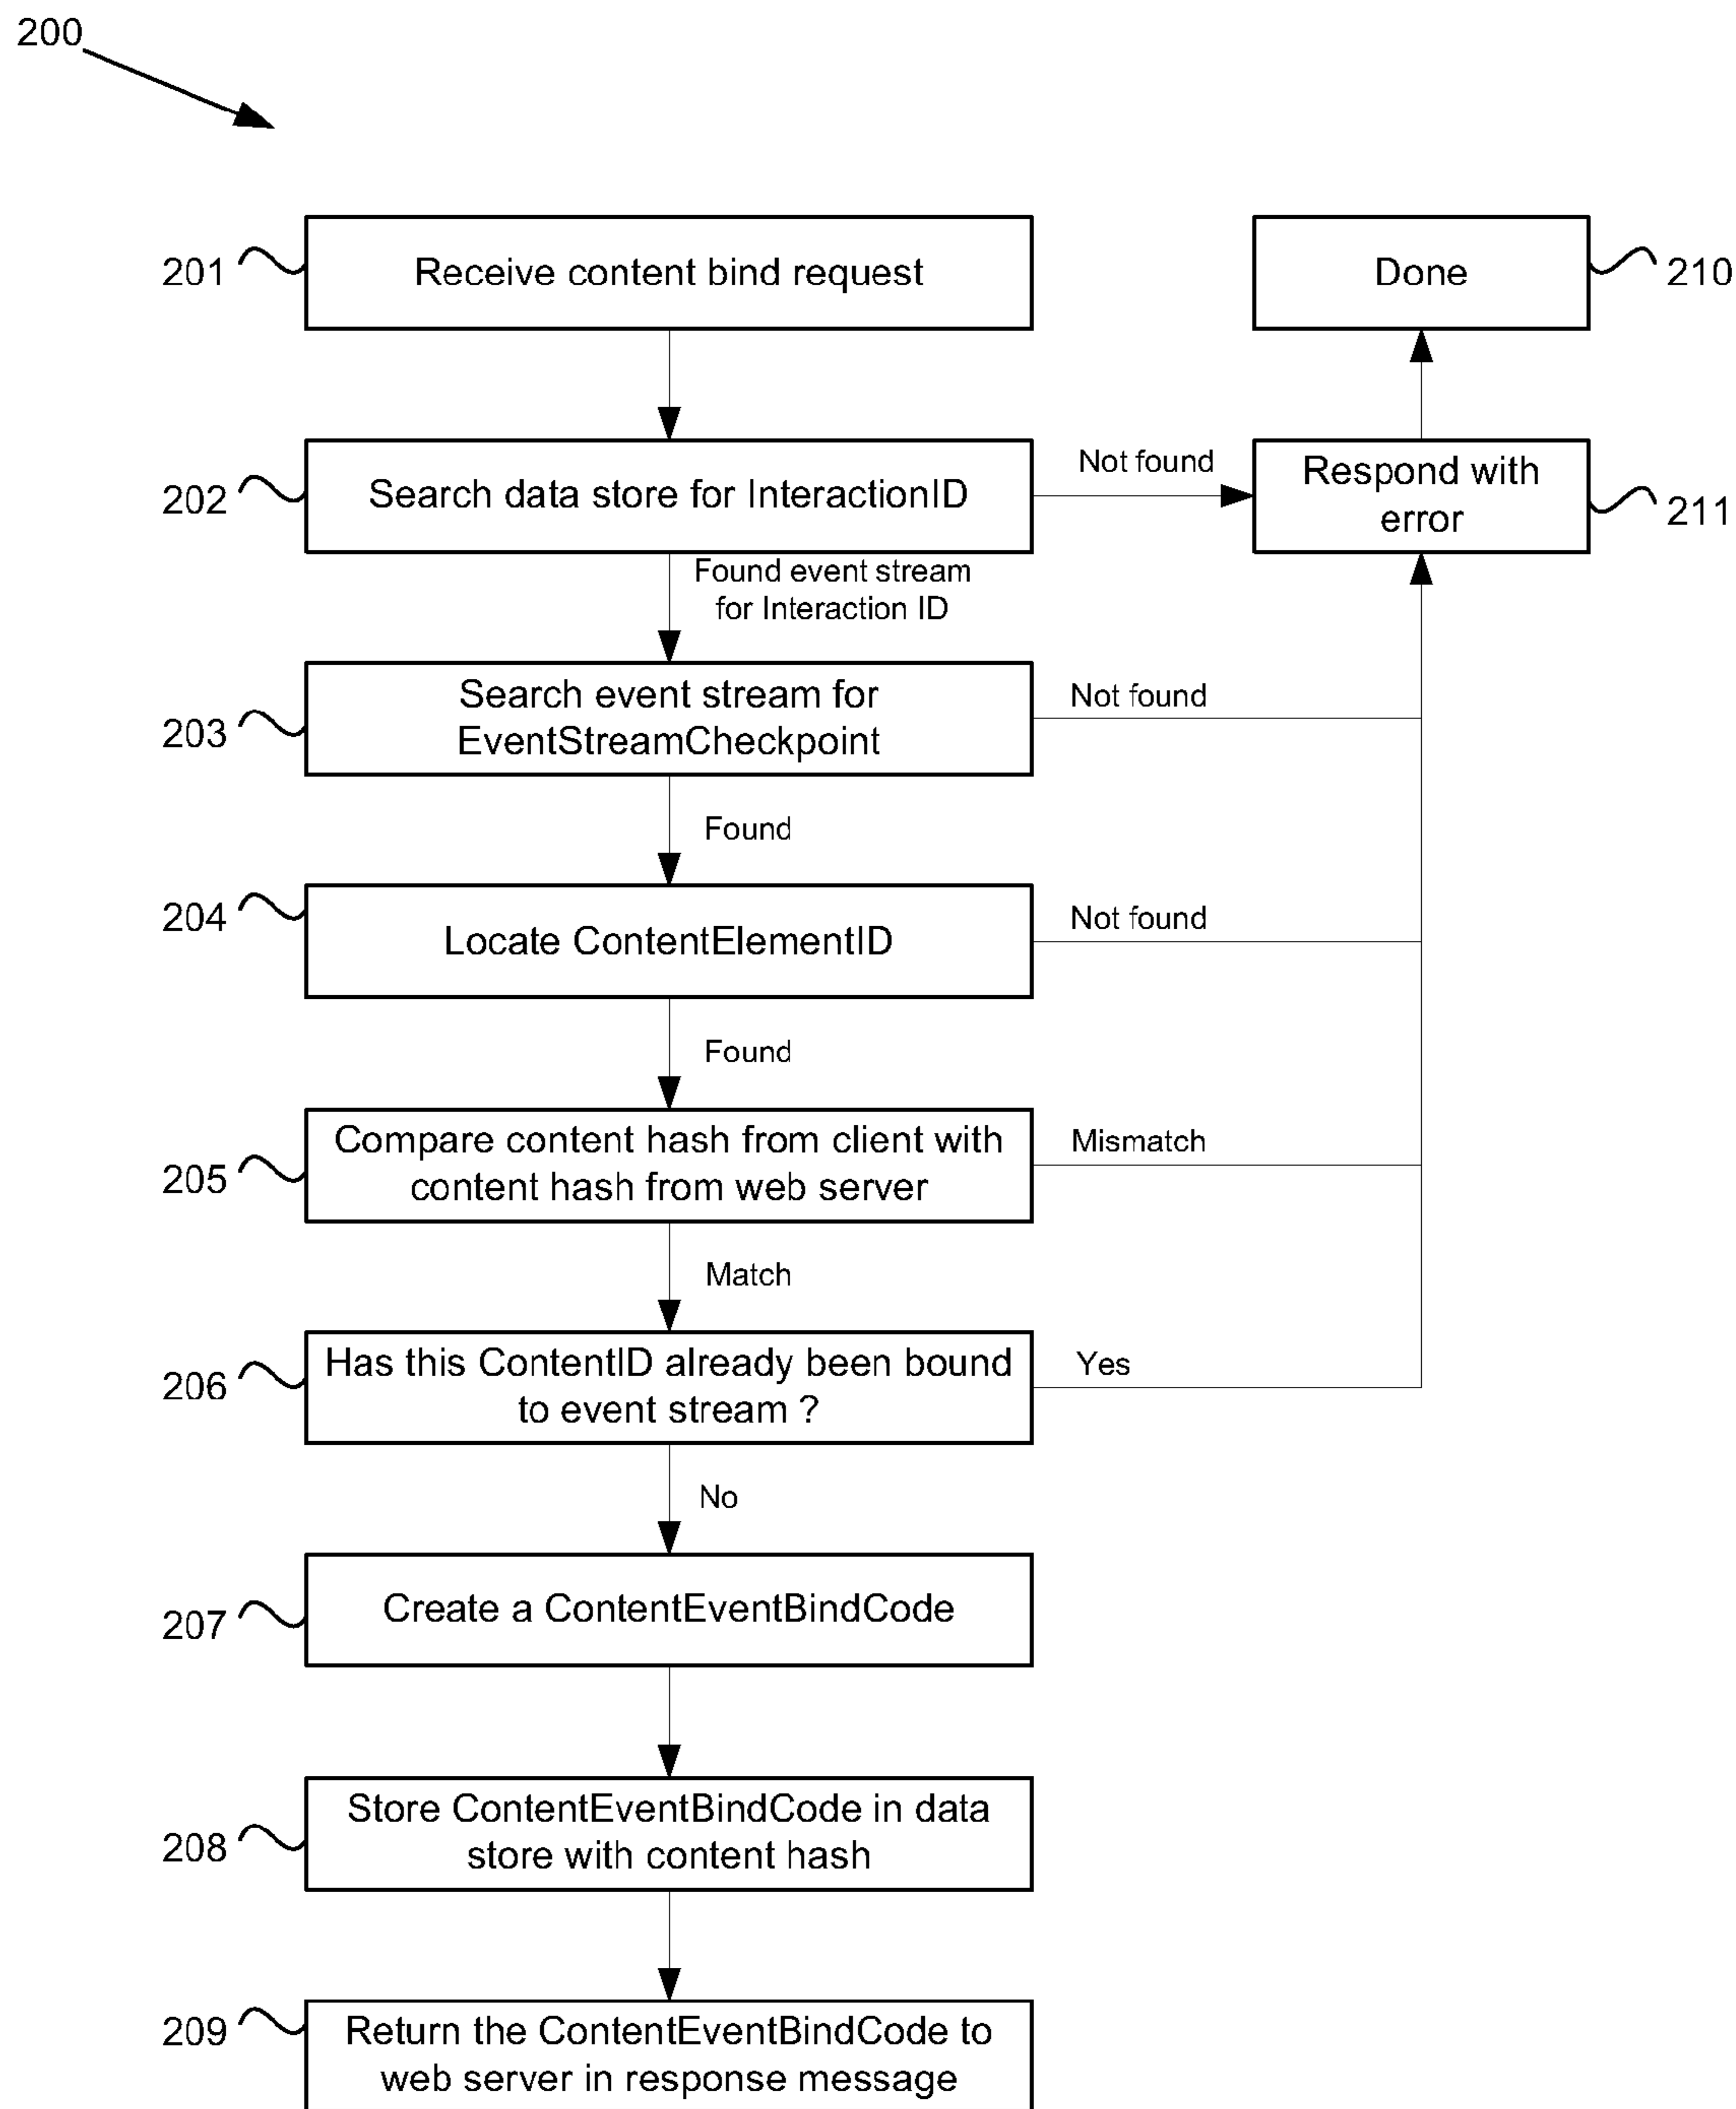 200
201
Receive content bind request
Done
210
202
Search data store for InteractionID
Not found
Respond with
error
211
Found event stream
for Interaction ID
203
Search event stream for
EventStreamCheckpoint
Not found
Found
204
Locate ContentElementID
Not found
Found
205
Compare content hash from client with
content hash from web server
Mismatch
Match
206
Has this ContentID already been bound
to event stream ?
Yes
No
207
Create a ContentEventBindCode
208
Store ContentEventBindCode in data
store with content hash
209
Return the ContentEventBindCode to
web server in response message